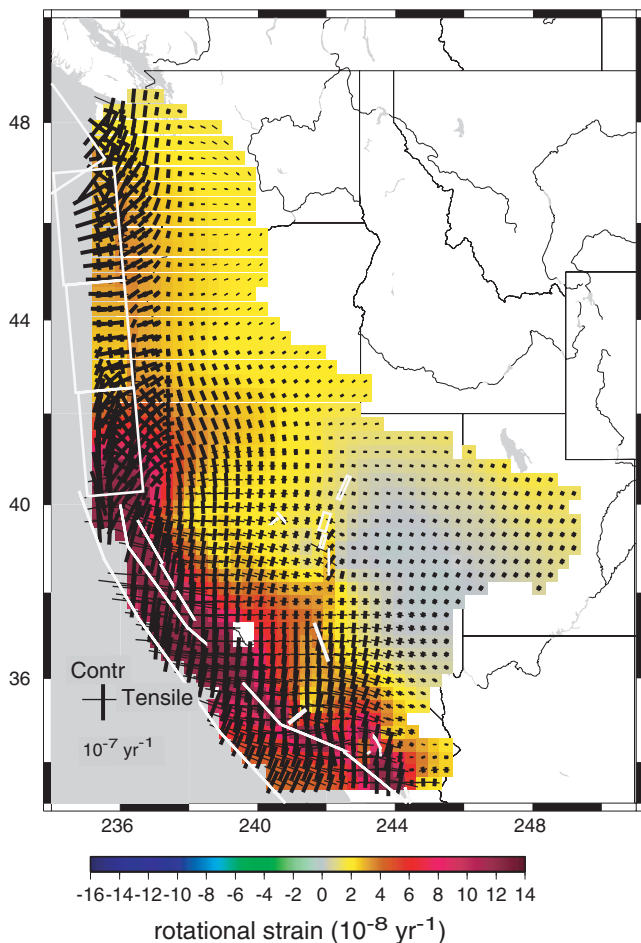 48
44
40
36
Contr
Tensile
10⁻⁷ yr⁻¹
236 240 244 248
-16 -14 -12 -10 -8 -6 -4 -2 0 2 4 6 8 10 12 14
rotational strain (10⁻⁸ yr⁻¹)